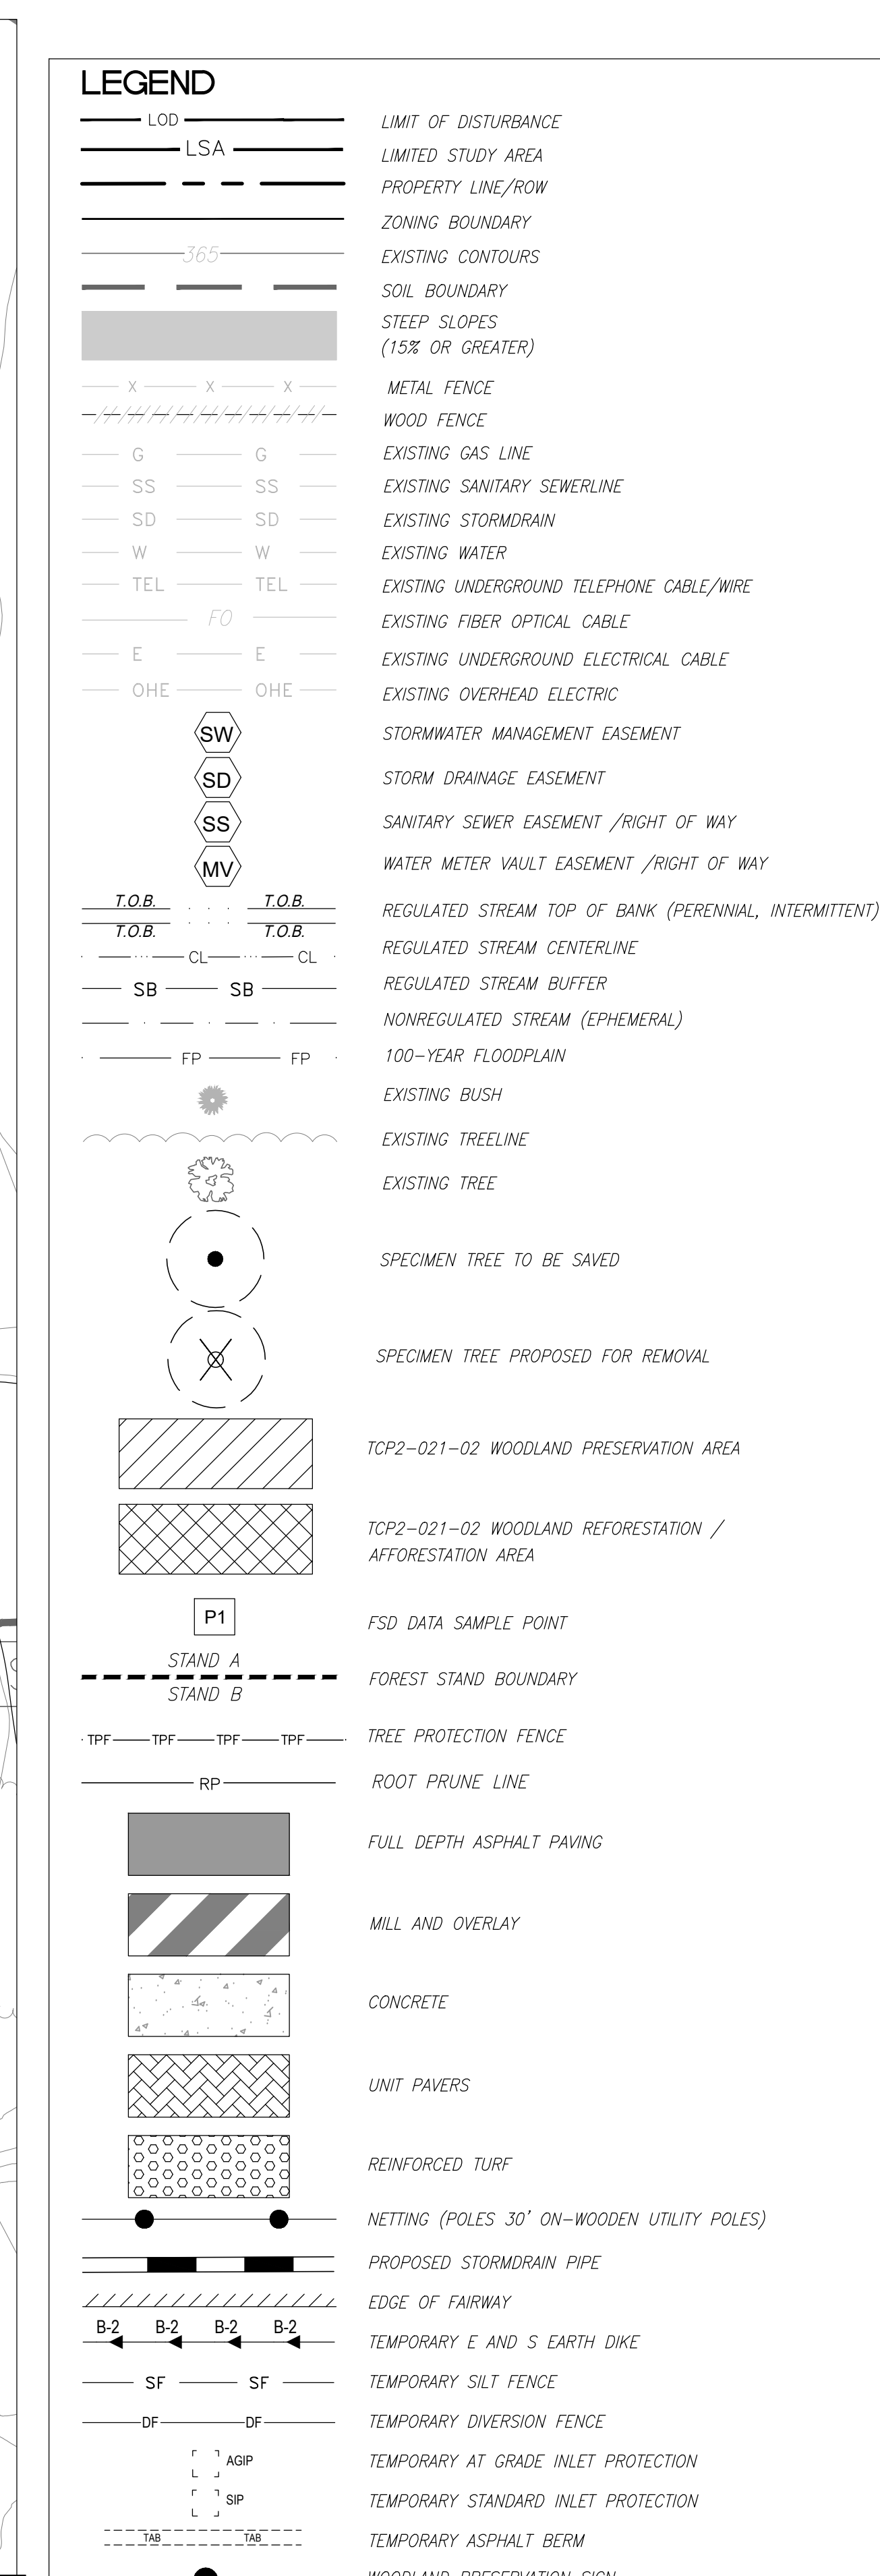 LEGEND
LOD LIMIT OF DISTURBANCE
LSA LIMITED STUDY AREA
PROPERTY LINE/ROW
ZONING BOUNDARY
365 EXISTING CONTOURS
SOIL BOUNDARY
STEEP SLOPES
(15% OR GREATER)
X X X METAL FENCE
WOOD FENCE
G G EXISTING GAS LINE
SS SS EXISTING SANITARY SEWERLINE
SD SD EXISTING STORMDRAIN
W W EXISTING WATER
TEL TEL EXISTING UNDERGROUND TELEPHONE CABLE/WIRE
FO EXISTING FIBER OPTICAL CABLE
E E EXISTING UNDERGROUND ELECTRICAL CABLE
OHE OHE EXISTING OVERHEAD ELECTRIC
SW STORMWATER MANAGEMENT EASEMENT
SD STORM DRAINAGE EASEMENT
SS SANITARY SEWER EASEMENT /RIGHT OF WAY
MV WATER METER VAULT EASEMENT /RIGHT OF WAY
T.O.B. T.O.B.
REGULATED STREAM TOP OF BANK (PERENNIAL, INTERMITTENT)
T.O.B. T.O.B.
CL CL REGULATED STREAM CENTERLINE
SB SB REGULATED STREAM BUFFER
NONREGULATED STREAM (EPHEMERAL)
FP FP 100-YEAR FLOODPLAIN
EXISTING BUSH
EXISTING TREELINE
EXISTING TREE
SPECIMEN TREE TO BE SAVED
SPECIMEN TREE PROPOSED FOR REMOVAL
TCP2-021-02 WOODLAND PRESERVATION AREA
TCP2-021-02 WOODLAND REFORESTATION /
AFFORESTATION AREA
P1 FSD DATA SAMPLE POINT
STAND A
FOREST STAND BOUNDARY
STAND B
TPF TPF TPF TPF TREE PROTECTION FENCE
RP ROOT PRUNE LINE
FULL DEPTH ASPHALT PAVING
MILL AND OVERLAY
CONCRETE
UNIT PAVERS
REINFORCED TURF
NETTING (POLES 30' ON-WOODEN UTILITY POLES)
PROPOSED STORMDRAIN PIPE
EDGE OF FAIRWAY
B-2 B-2 B-2 B-2 TEMPORARY E AND S EARTH DIKE
SF SF TEMPORARY SILT FENCE
DF DF TEMPORARY DIVERSION FENCE
AGIP TEMPORARY AT GRADE INLET PROTECTION
SIP TEMPORARY STANDARD INLET PROTECTION
TAB TAB TEMPORARY ASPHALT BERM